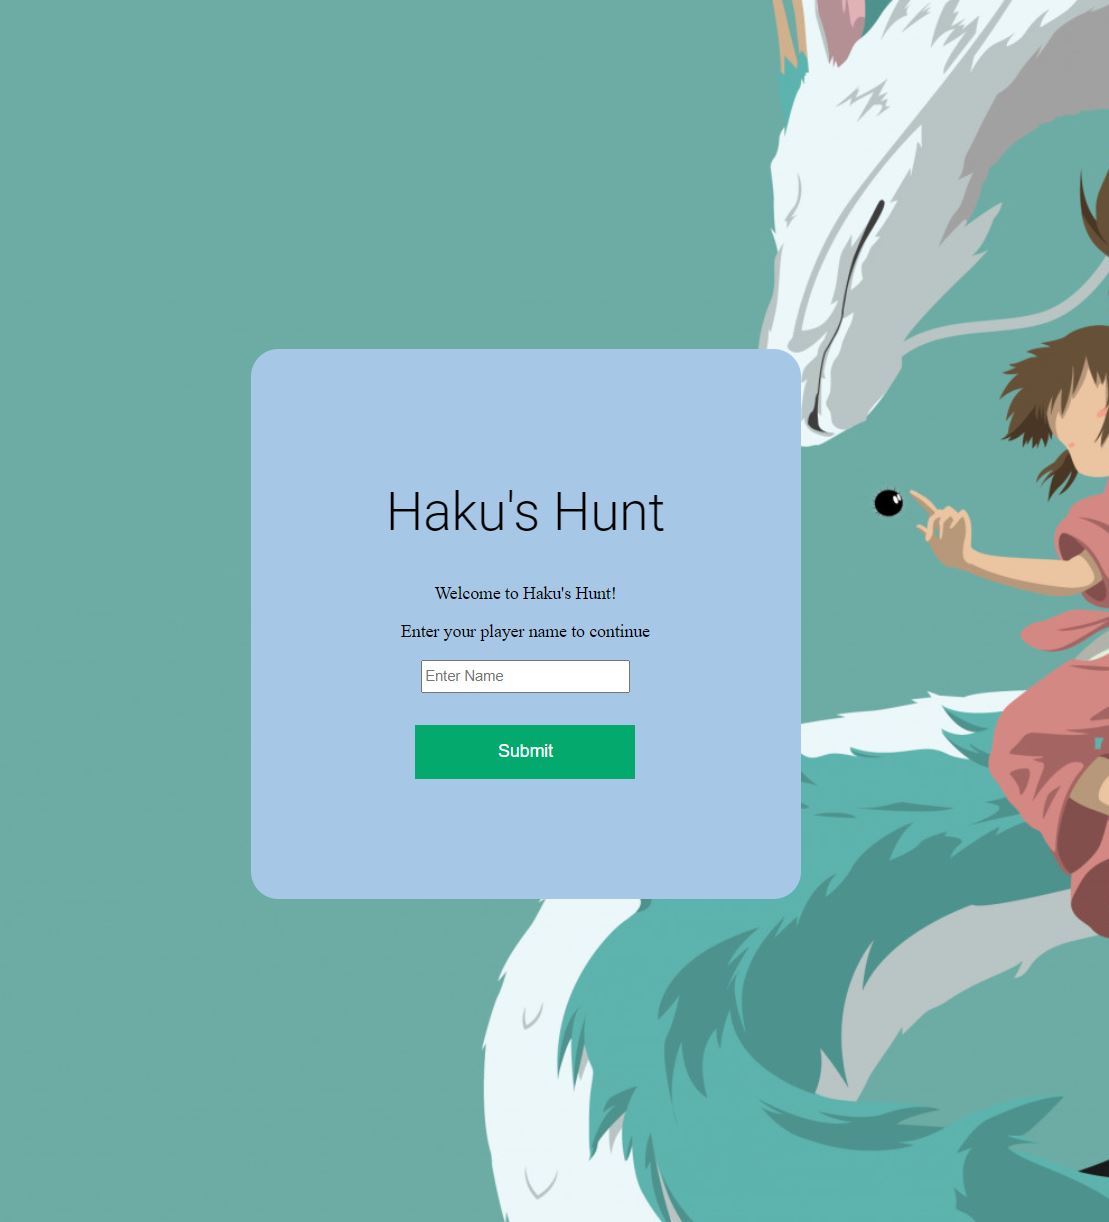 Haku's Hunt
Welcome to Haku's Hunt!
Enter your player name to continue
Enter Name
Submit